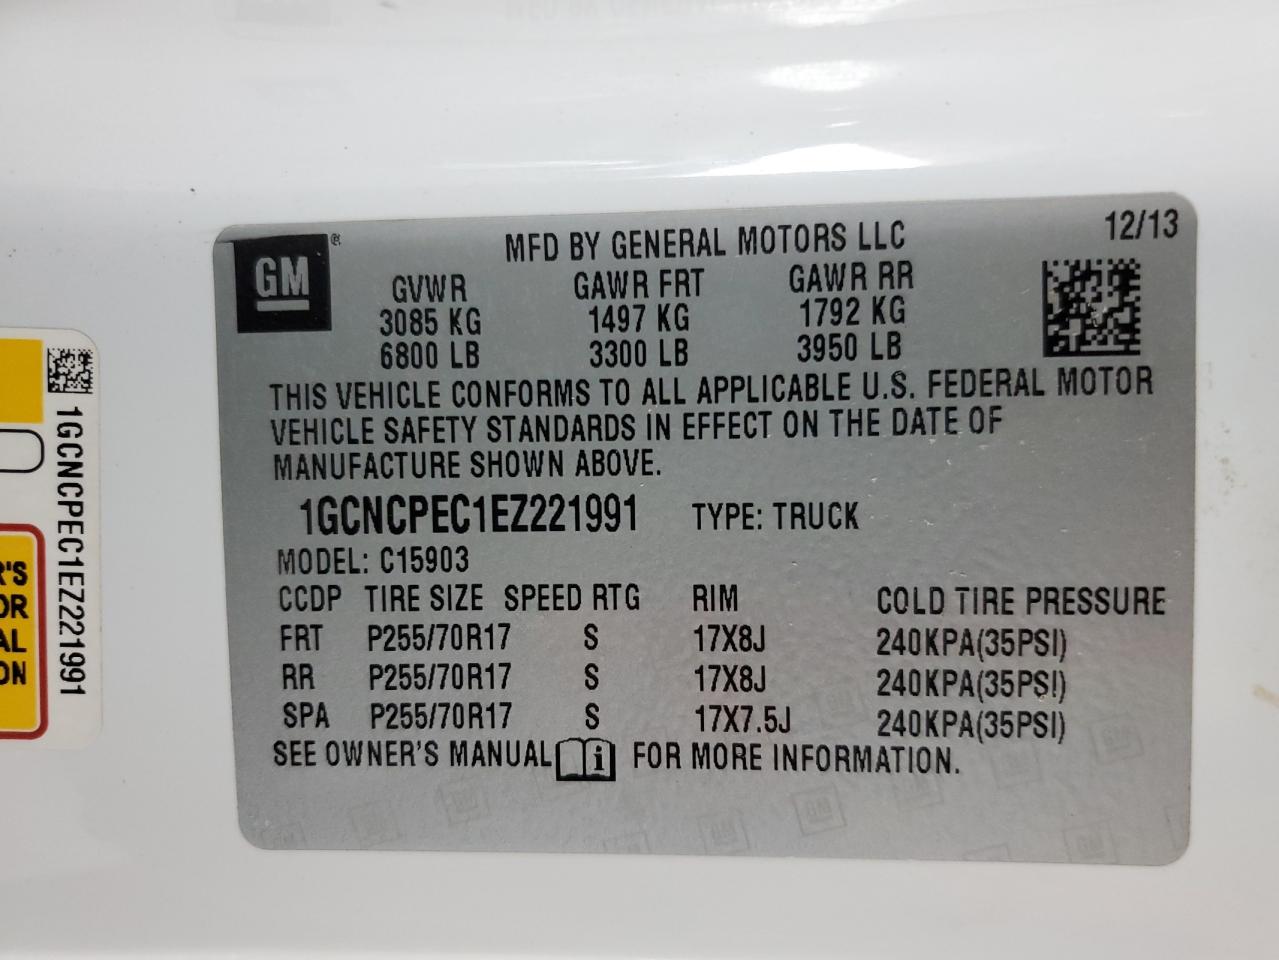 GM ®
MFD BY GENERAL MOTORS LLC
12/13
GVWR GAWR FRT GAWR RR
3085 KG 1497 KG 1792 KG
6800 LB 3300 LB 3950 LB
THIS VEHICLE CONFORMS TO ALL APPLICABLE U.S. FEDERAL MOTOR
VEHICLE SAFETY STANDARDS IN EFFECT ON THE DATE OF
MANUFACTURE SHOWN ABOVE.
1GCNCPEC1EZ221991 TYPE: TRUCK
MODEL: C15903
CCDP TIRE SIZE SPEED RTG RIM COLD TIRE PRESSURE
FRT P255/70R17 S 17X8J 240KPA(35PSI)
RR P255/70R17 S 17X8J 240KPA(35PSI)
SPA P255/70R17 S 17X7.5J 240KPA(35PSI)
SEE OWNER'S MANUAL i FOR MORE INFORMATION.
1GCNCPEC1EZ221991
R'S
OR
AL
ON